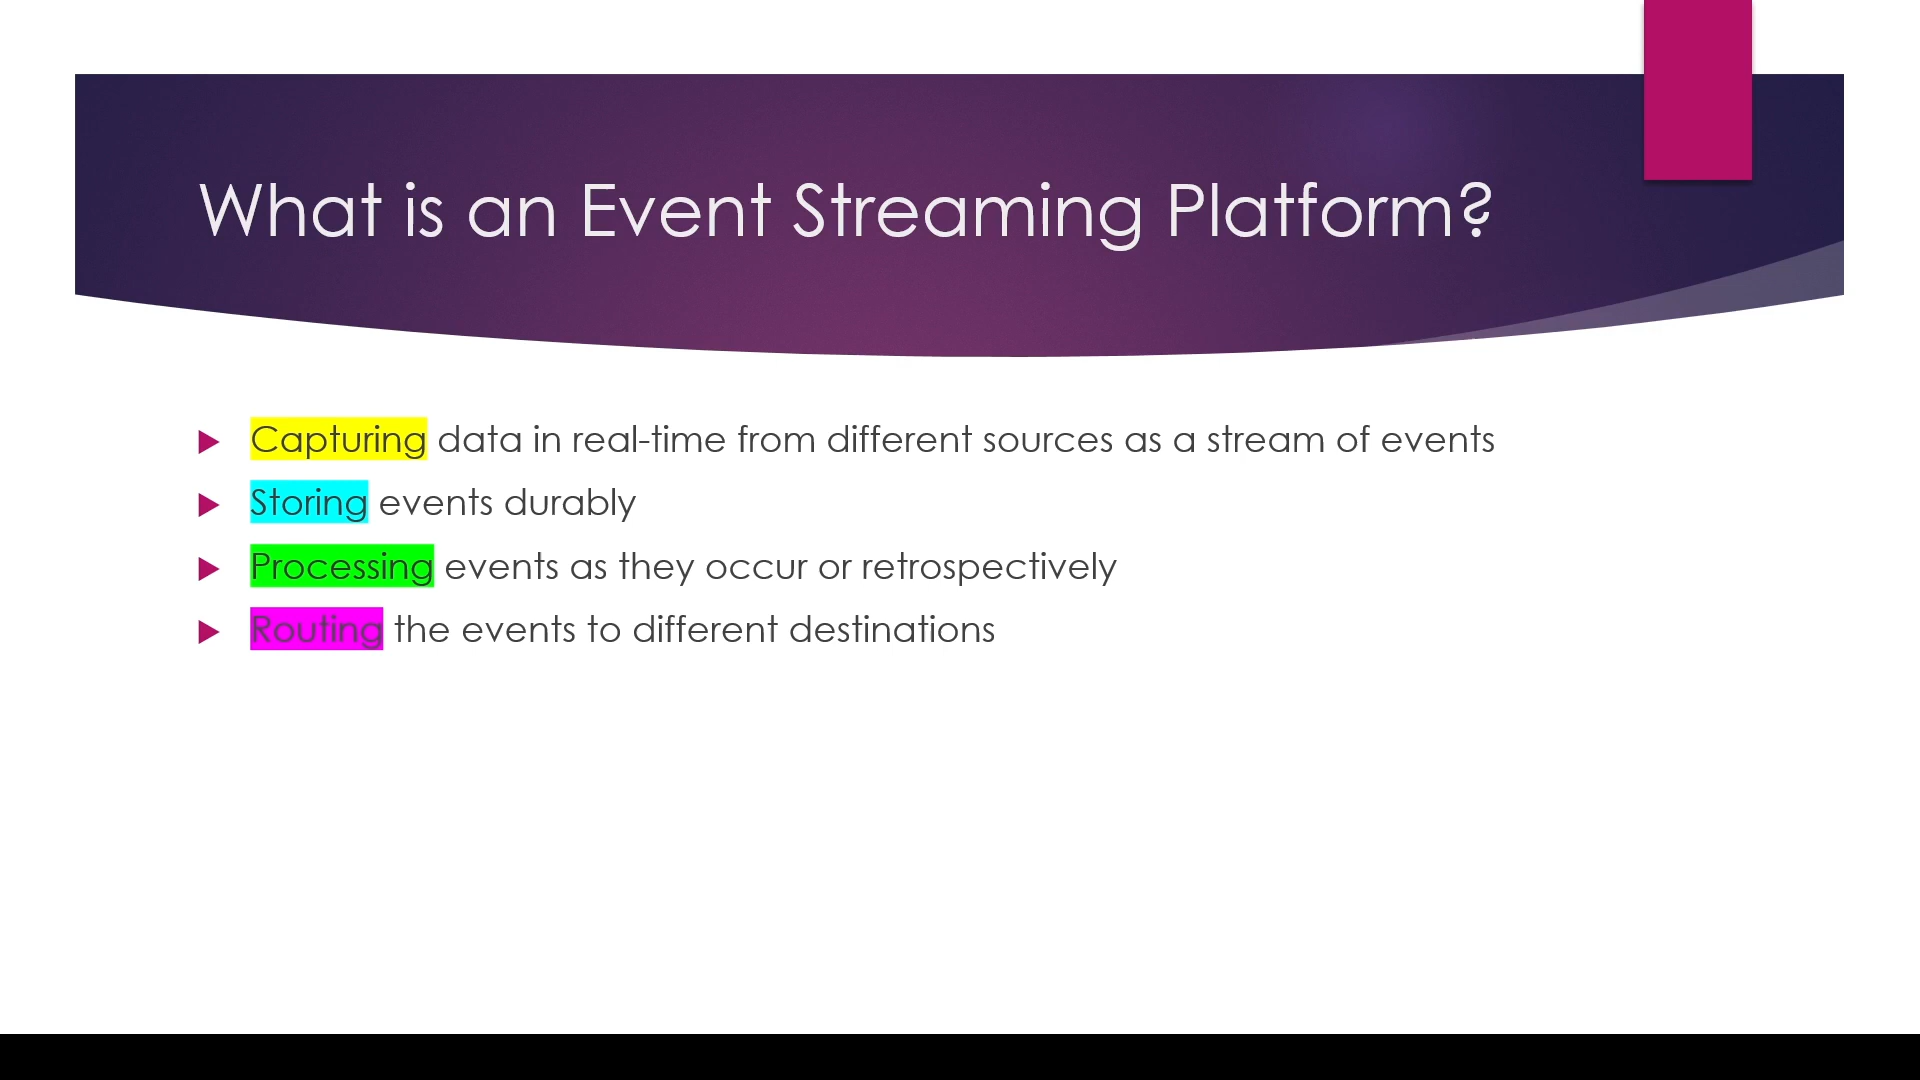 What is an Event Streaming Platform?
Capturing data in real-time from different sources as a stream of events
Storing events durably
Processing events as they occur or retrospectively
Routing the events to different destinations